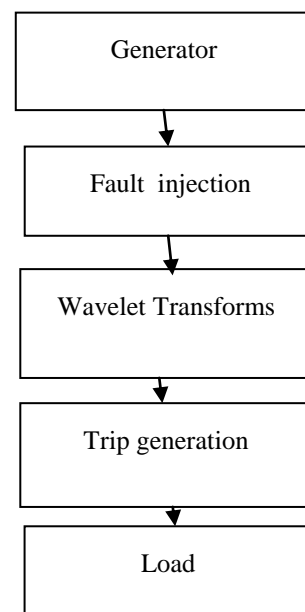 Generator
Fault injection
Wavelet Transforms
Trip generation
Load